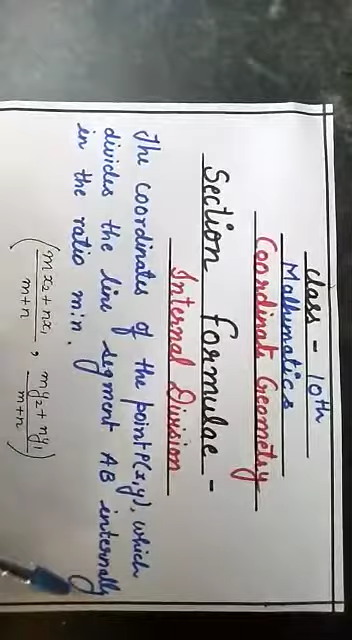 class - 10th
Mathematics
Coordinate Geometry
Section formulae -
Internal Division
The coordinates of the point P(x,y), which
divides the line segment AB internally
in the ratio m:n.
(mx₂+nx₁/m+n, my₂+ny₁/m+n)